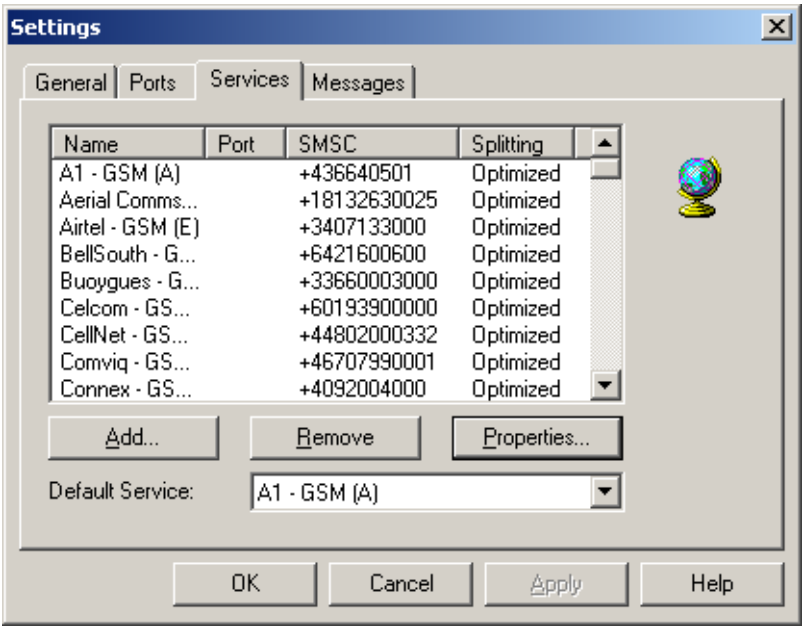 Settings
General Ports Services Messages
Name Port SMSC Splitting
A1 - GSM (A) +436640501 Optimized
Aerial Comms... +18132630025 Optimized
Airtel - GSM (E) +3407133000 Optimized
BellSouth - G... +6421600600 Optimized
Buoygues - G... +33660003000 Optimized
Celcom - GS... +60193900000 Optimized
CellNet - GS... +44802000332 Optimized
Comviq - GS... +46707990001 Optimized
Connex - GS... +4092004000 Optimized
Add... Remove Properties...
Default Service: A1 - GSM (A)
OK Cancel Apply Help